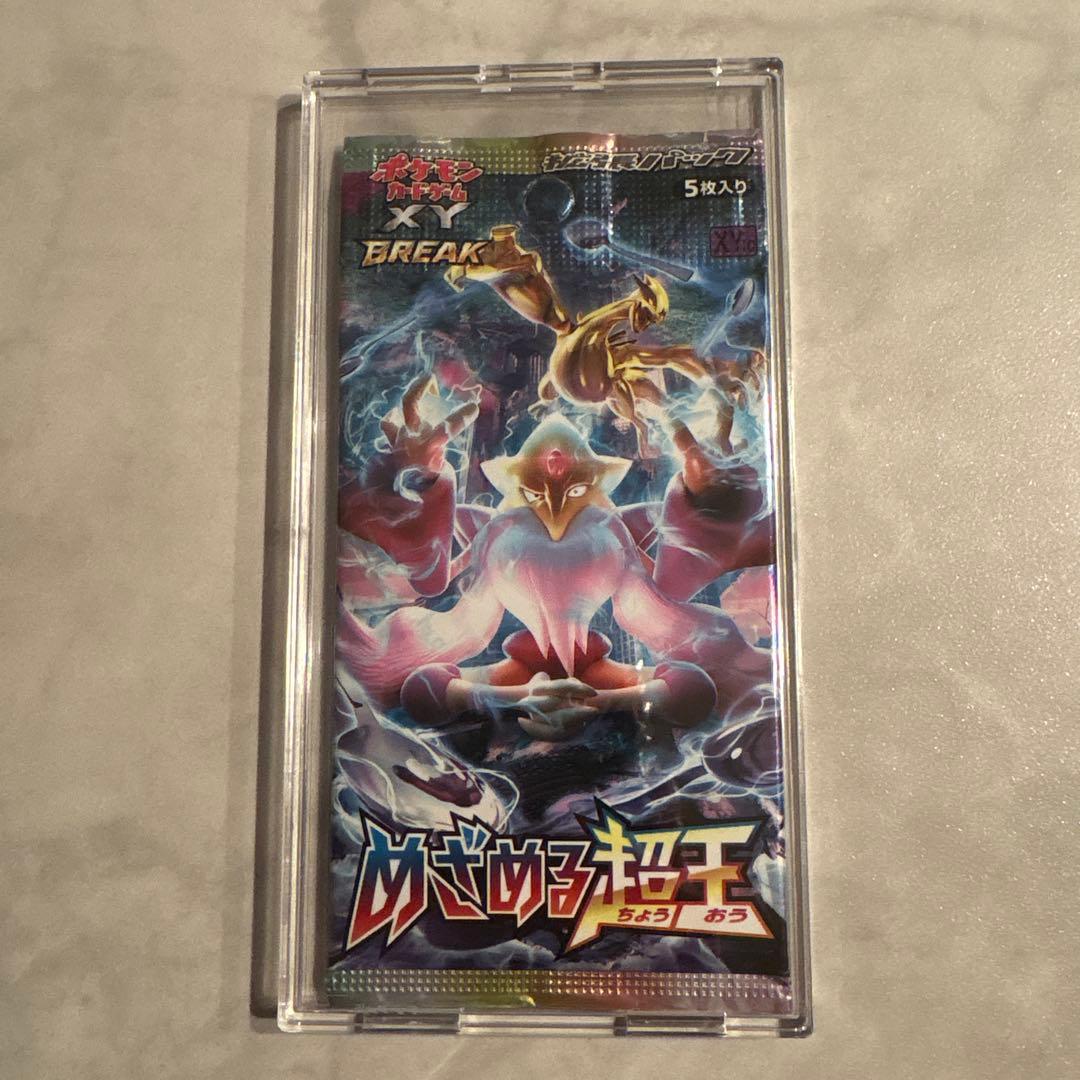 ポケモン
カードゲーム
XY
BREAK
拡張パック
5枚入り
XY10
めざめる超王
ちょう おう